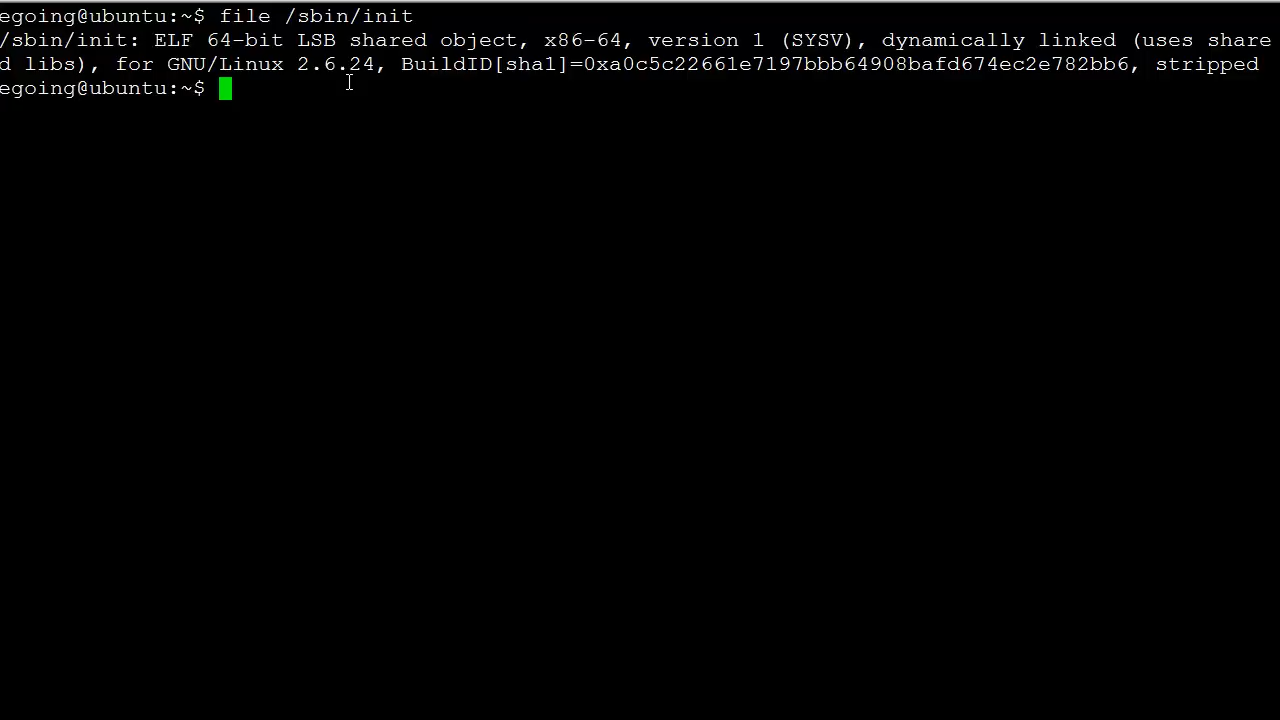 egoing@ubuntu:~$ file /sbin/init
/sbin/init: ELF 64-bit LSB shared object, x86-64, version 1 (SYSV), dynamically linked (uses share
d libs), for GNU/Linux 2.6.24, BuildID[sha1]=0xa0c5c22661e7197bbb64908bafd674ec2e782bb6, stripped
egoing@ubuntu:~$